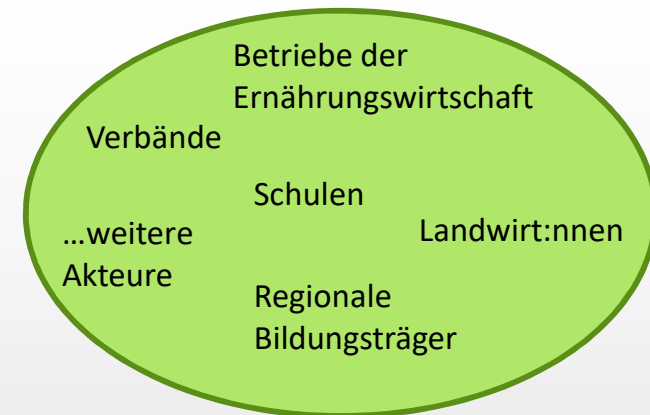 Betriebe der
Ernährungswirtschaft
Verbände
Schulen
Landwirt:nnen
…weitere
Akteure
Regionale
Bildungsträger